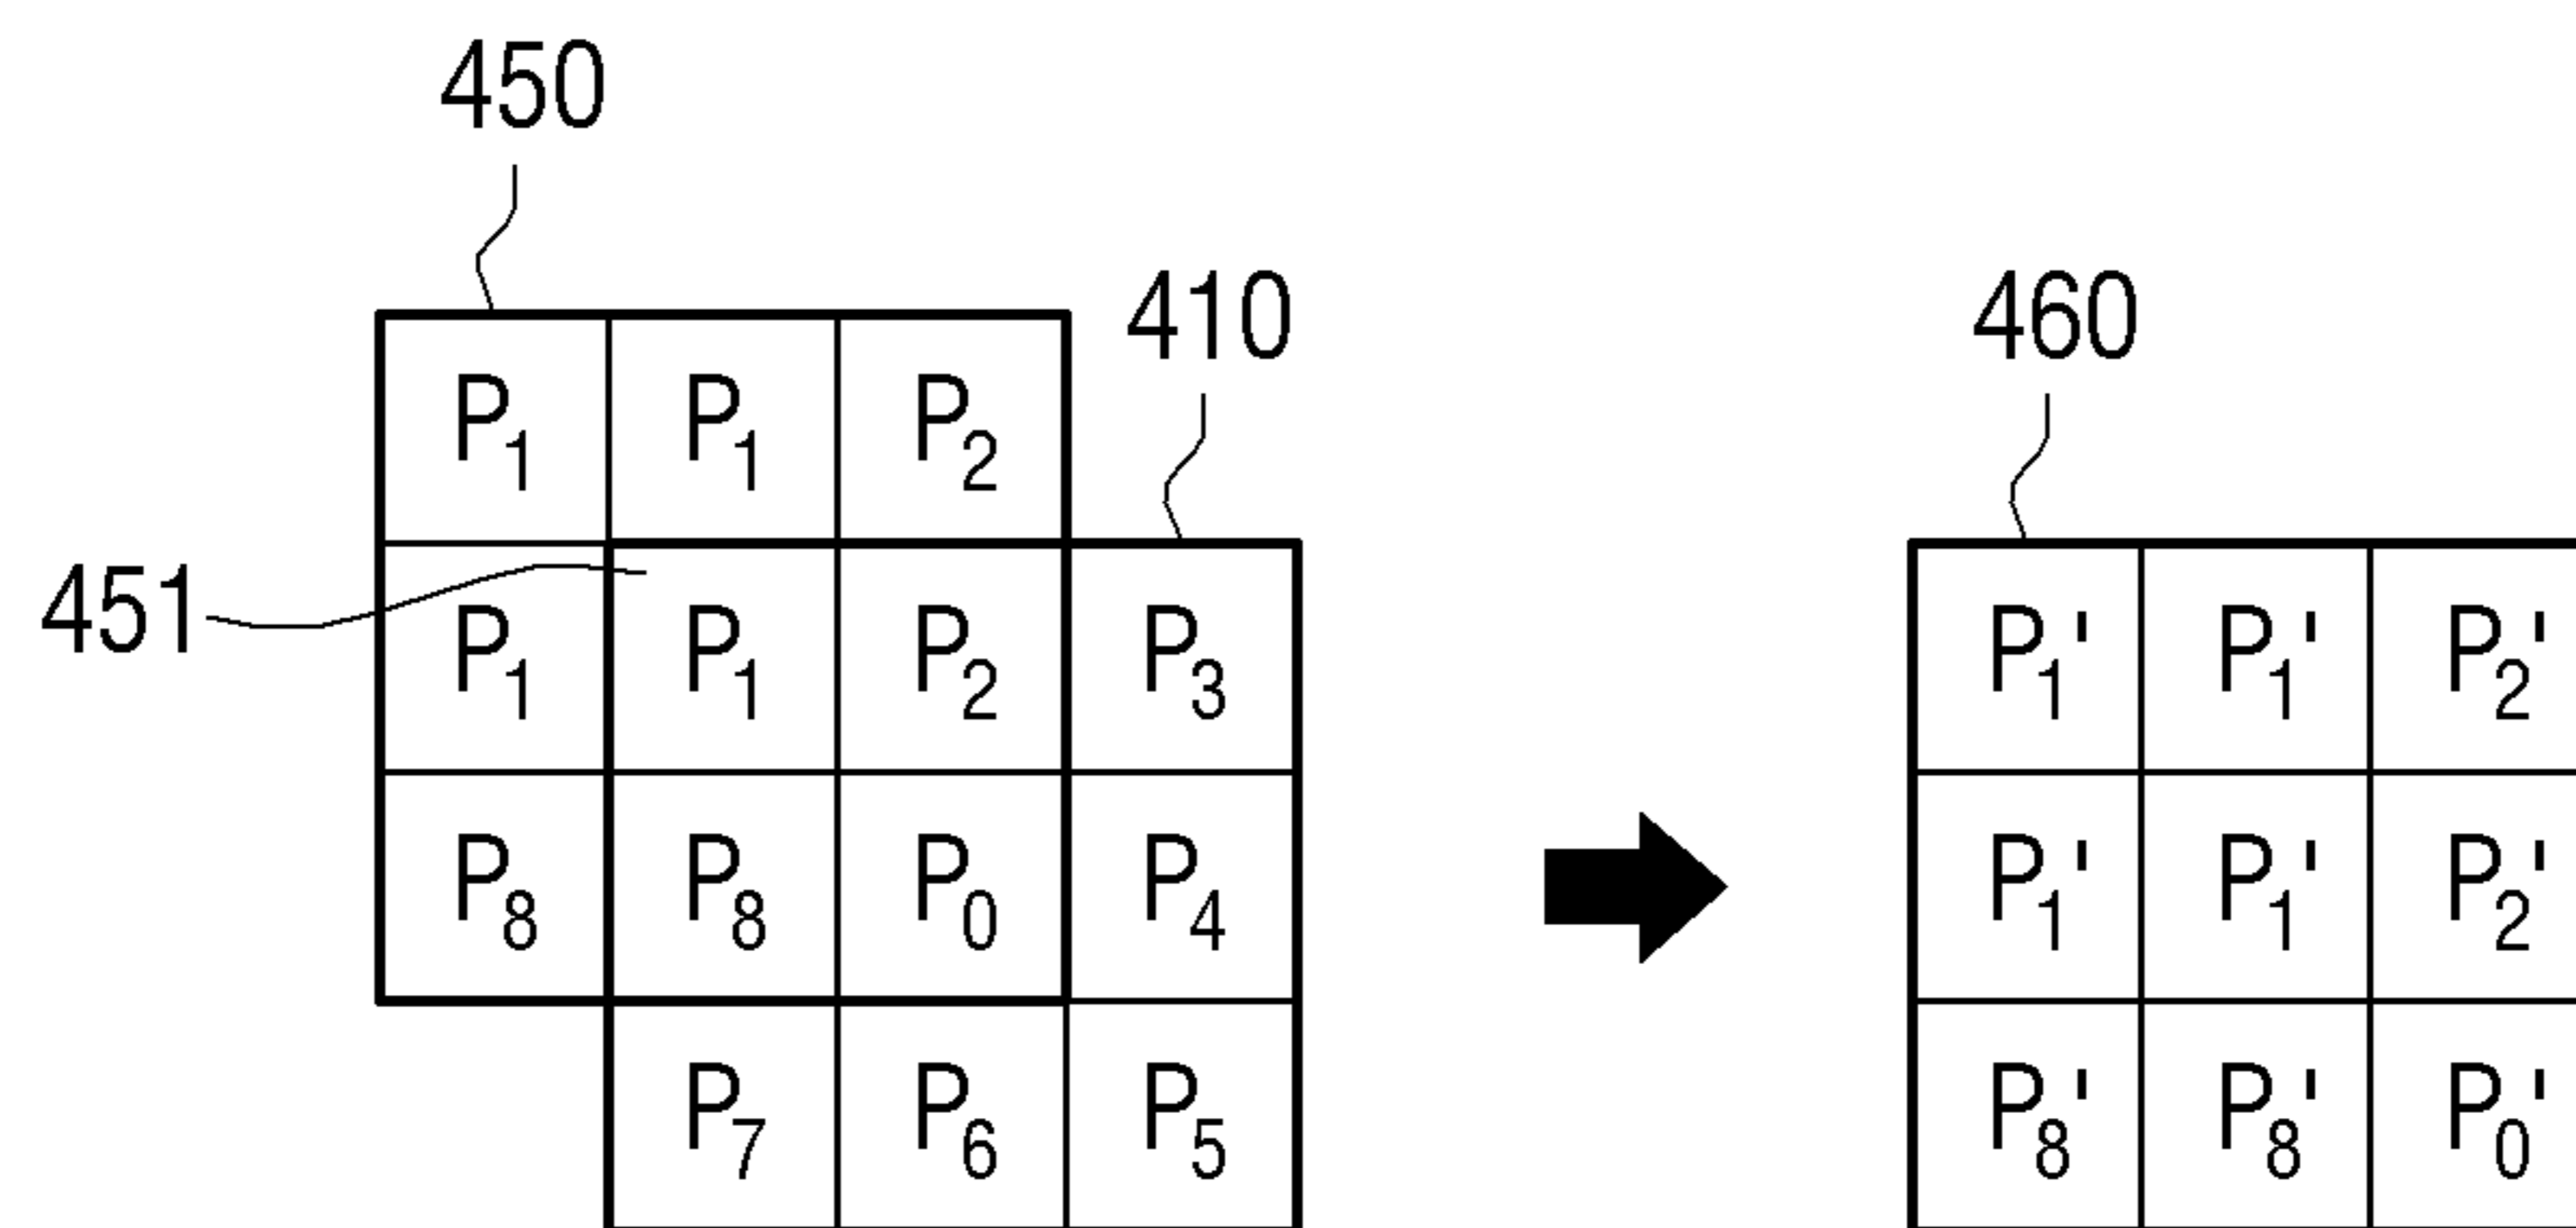 450
410
460
P₁ P₁ P₂
451 P₁ P₁ P₂ P₃ P₁' P₁' P₂'
P₈ P₈ P₀ P₄ P₁' P₁' P₂'
P₇ P₆ P₅ P₈' P₈' P₀'